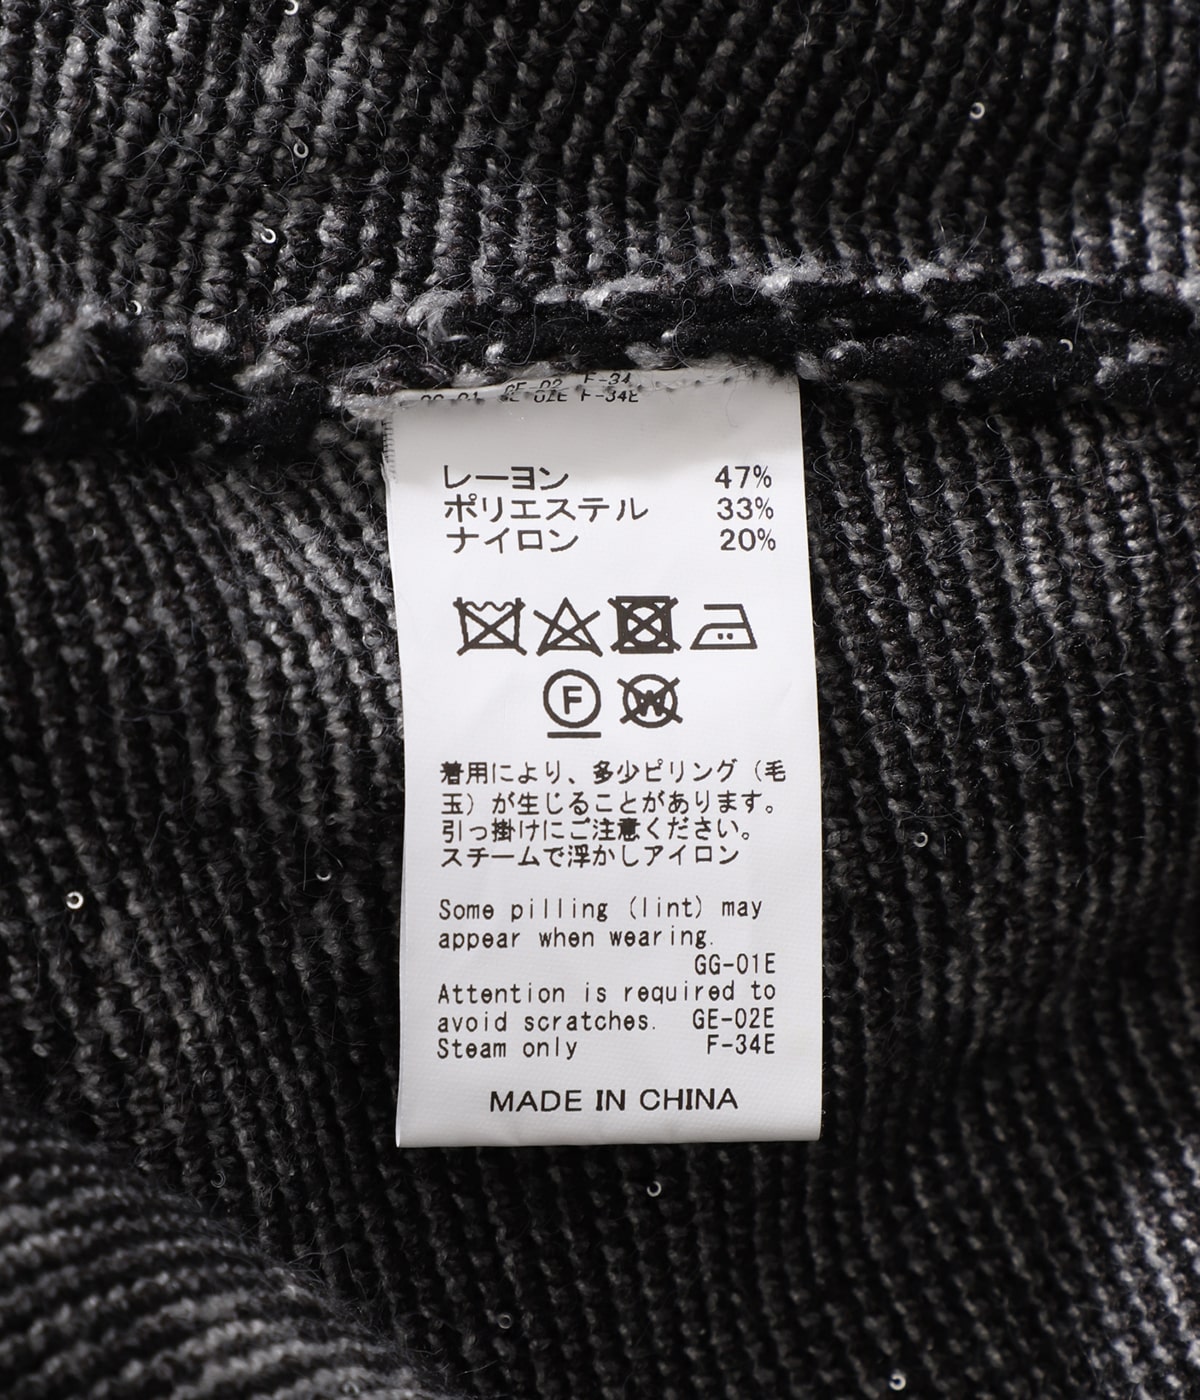 GE-02 F-34
F-34E
レーヨン 47%
ポリエステル 33%
ナイロン 20%
F
W
着用により、多少ピリング（毛
玉）が生じることがあります。
引っ掛けにご注意ください。
スチームで浮かしアイロン
Some pilling (lint) may
appear when wearing.
GG-01E
Attention is required to
avoid scratches. GE-02E
Steam only F-34E
MADE IN CHINA